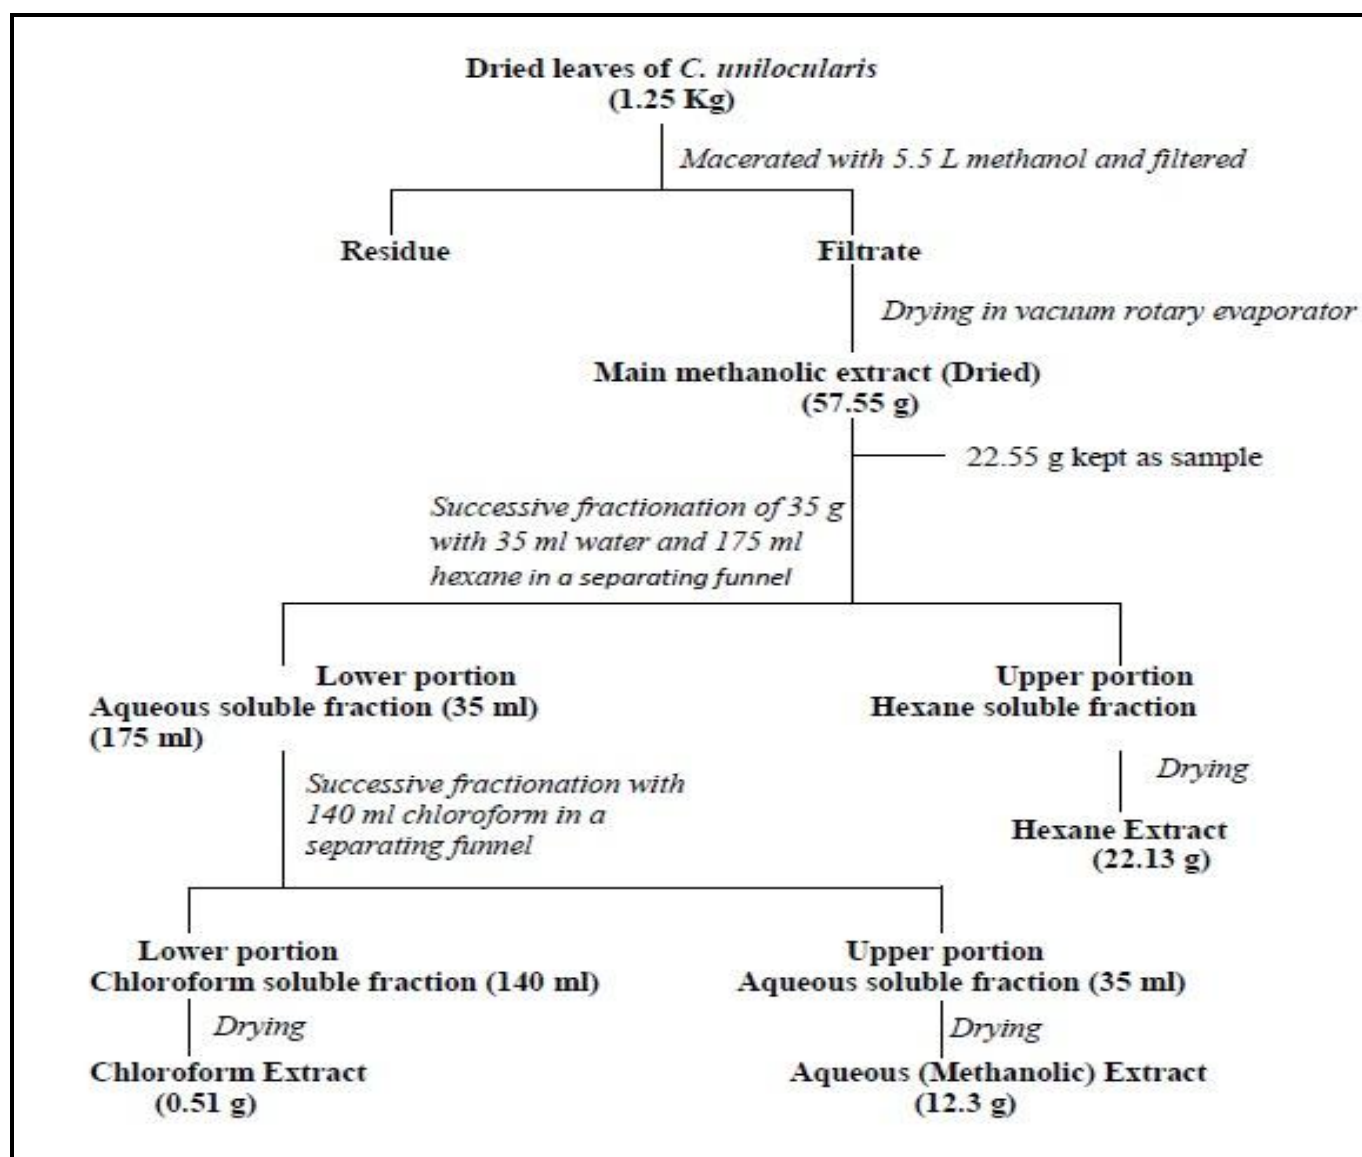 Dried leaves of C. unilocularis
(1.25 Kg)
Macerated with 5.5 L methanol and filtered
Residue
Filtrate
Drying in vacuum rotary evaporator
Main methanolic extract (Dried)
(57.55 g)
22.55 g kept as sample
Successive fractionation of 35 g
with 35 ml water and 175 ml
hexane in a separating funnel
Lower portion
Aqueous soluble fraction (35 ml)
(175 ml)
Upper portion
Hexane soluble fraction
Successive fractionation with
140 ml chloroform in a
separating funnel
Drying
Hexane Extract
(22.13 g)
Lower portion
Chloroform soluble fraction (140 ml)
Upper portion
Aqueous soluble fraction (35 ml)
Drying
Drying
Chloroform Extract
(0.51 g)
Aqueous (Methanolic) Extract
(12.3 g)